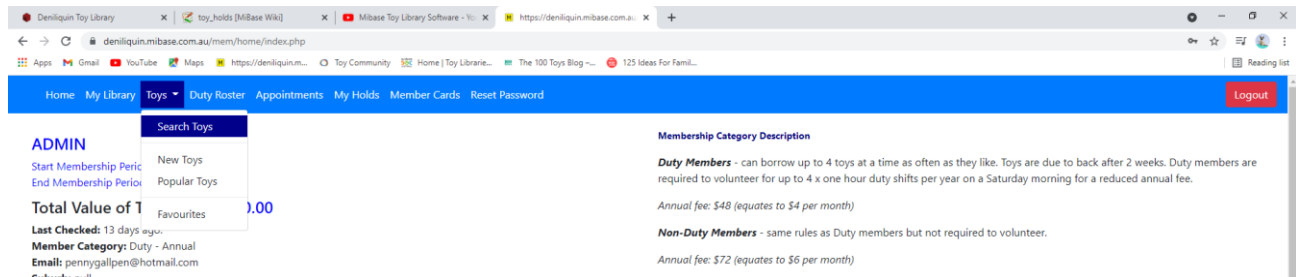 Deniliquin Toy Library
toy_holds [MiBase Wiki]
Mibase Toy Library Software - Yo
https://deniliquin.mibase.com.au
deniliquin.mibase.com.au/mem/home/index.php
Apps Gmail YouTube Maps https://deniliquin.m... Toy Community Home | Toy Librarie... The 100 Toys Blog –... 125 Ideas For Famil... Reading list
Home My Library Toys Duty Roster Appointments My Holds Member Cards Reset Password Logout
Search Toys
New Toys
Popular Toys
Favourites
ADMIN
Start Membership Perio
End Membership Perio
Total Value of T 0.00
Last Checked: 13 days ago.
Member Category: Duty - Annual
Email: pennygallpen@hotmail.com
Membership Category Description
Duty Members - can borrow up to 4 toys at a time as often as they like. Toys are due to back after 2 weeks. Duty members are
required to volunteer for up to 4 x one hour duty shifts per year on a Saturday morning for a reduced annual fee.
Annual fee: $48 (equates to $4 per month)
Non-Duty Members - same rules as Duty members but not required to volunteer.
Annual fee: $72 (equates to $6 per month)